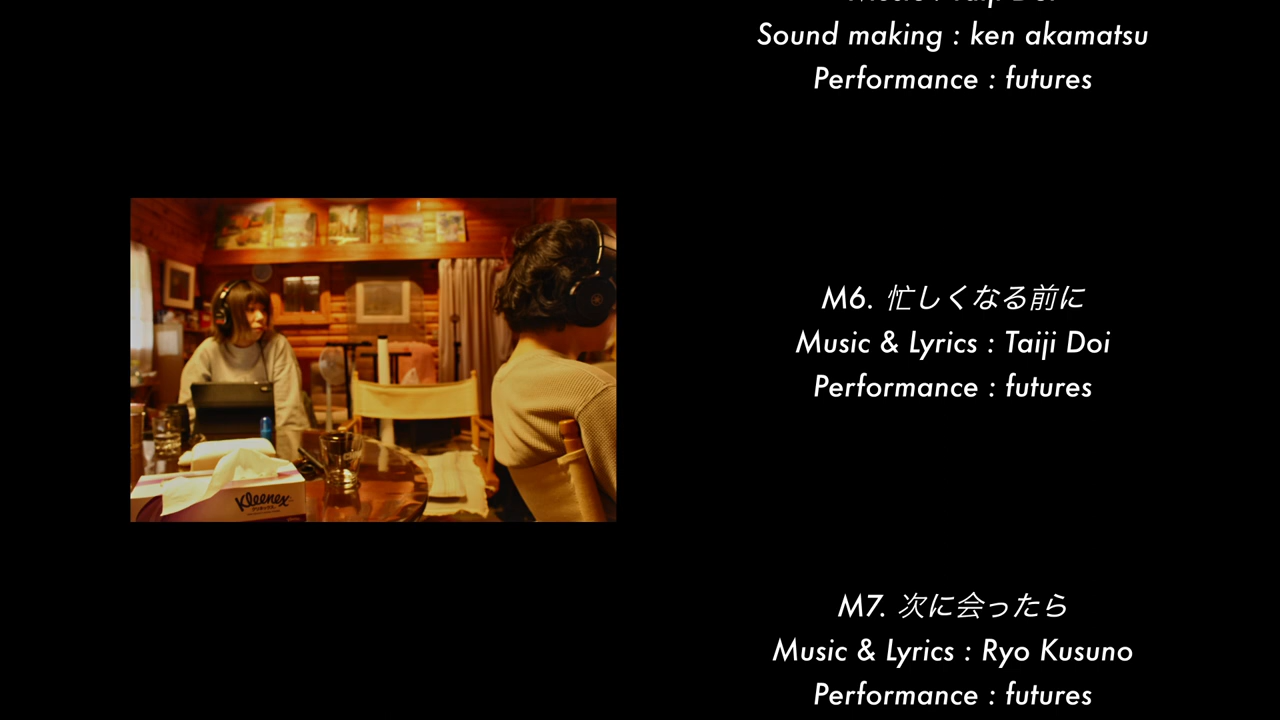 Sound making : ken akamatsu
Performance : futures
M6. 忙しくなる前に
Music & Lyrics : Taiji Doi
Performance : futures
Kleenex
M7. 次に会ったら
Music & Lyrics : Ryo Kusuno
Performance : futures